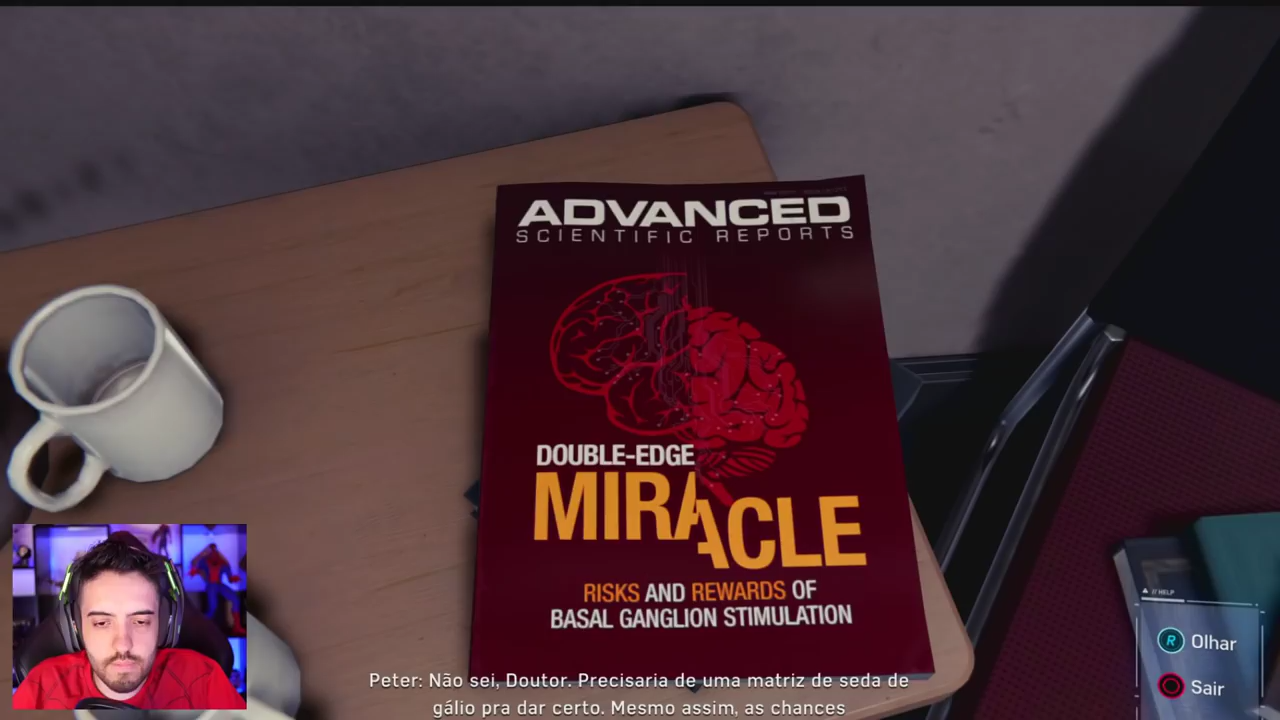 ADVANCED
SCIENTIFIC REPORTS
DOUBLE-EDGE
MIRACLE
RISKS AND REWARDS OF
BASAL GANGLION STIMULATION
// HELP
R Olhar
Sair
Peter: Não sei, Doutor. Precisaria de uma matriz de seda de
gálio pra dar certo. Mesmo assim, as chances